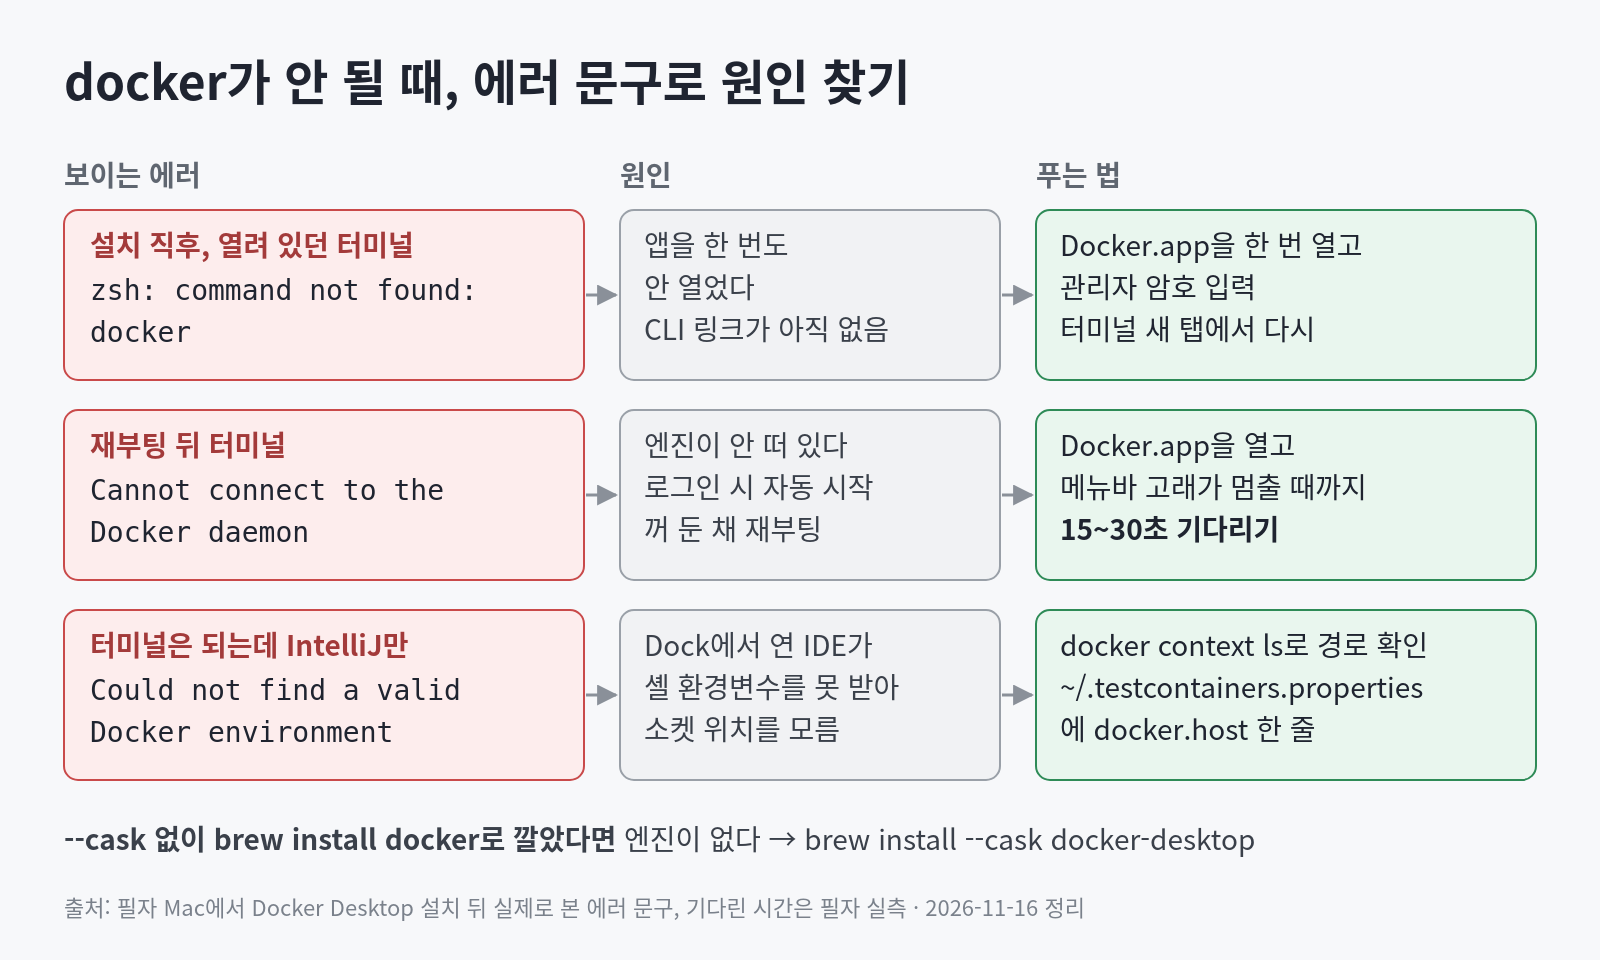 docker가 안 될 때, 에러 문구로 원인 찾기
보이는 에러
원인
푸는 법
설치 직후, 열려 있던 터미널
zsh: command not found:
docker
앱을 한 번도
안 열었다
CLI 링크가 아직 없음
Docker.app을 한 번 열고
관리자 암호 입력
터미널 새 탭에서 다시
재부팅 뒤 터미널
Cannot connect to the
Docker daemon
엔진이 안 떠 있다
로그인 시 자동 시작
꺼 둔 채 재부팅
Docker.app을 열고
메뉴바 고래가 멈출 때까지
15~30초 기다리기
터미널은 되는데 IntelliJ만
Could not find a valid
Docker environment
Dock에서 연 IDE가
셸 환경변수를 못 받아
소켓 위치를 모름
docker context ls로 경로 확인
~/.testcontainers.properties
에 docker.host 한 줄
--cask 없이 brew install docker로 깔았다면 엔진이 없다 → brew install --cask docker-desktop
출처: 필자 Mac에서 Docker Desktop 설치 뒤 실제로 본 에러 문구, 기다린 시간은 필자 실측 · 2026-11-16 정리